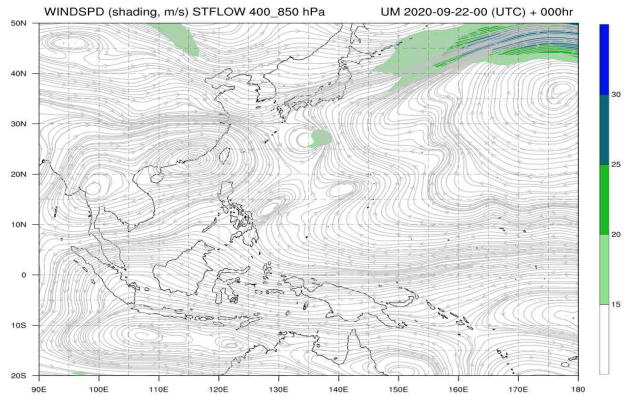 WINDSPD (shading, m/s) STFLOW 400_850 hPa UM 2020-09-22-00 (UTC) + 000hr
50N
40N
30N
20N
10N
0
10S
20S
90E 100E 110E 120E 130E 140E 150E 160E 170E 180
30
25
20
15